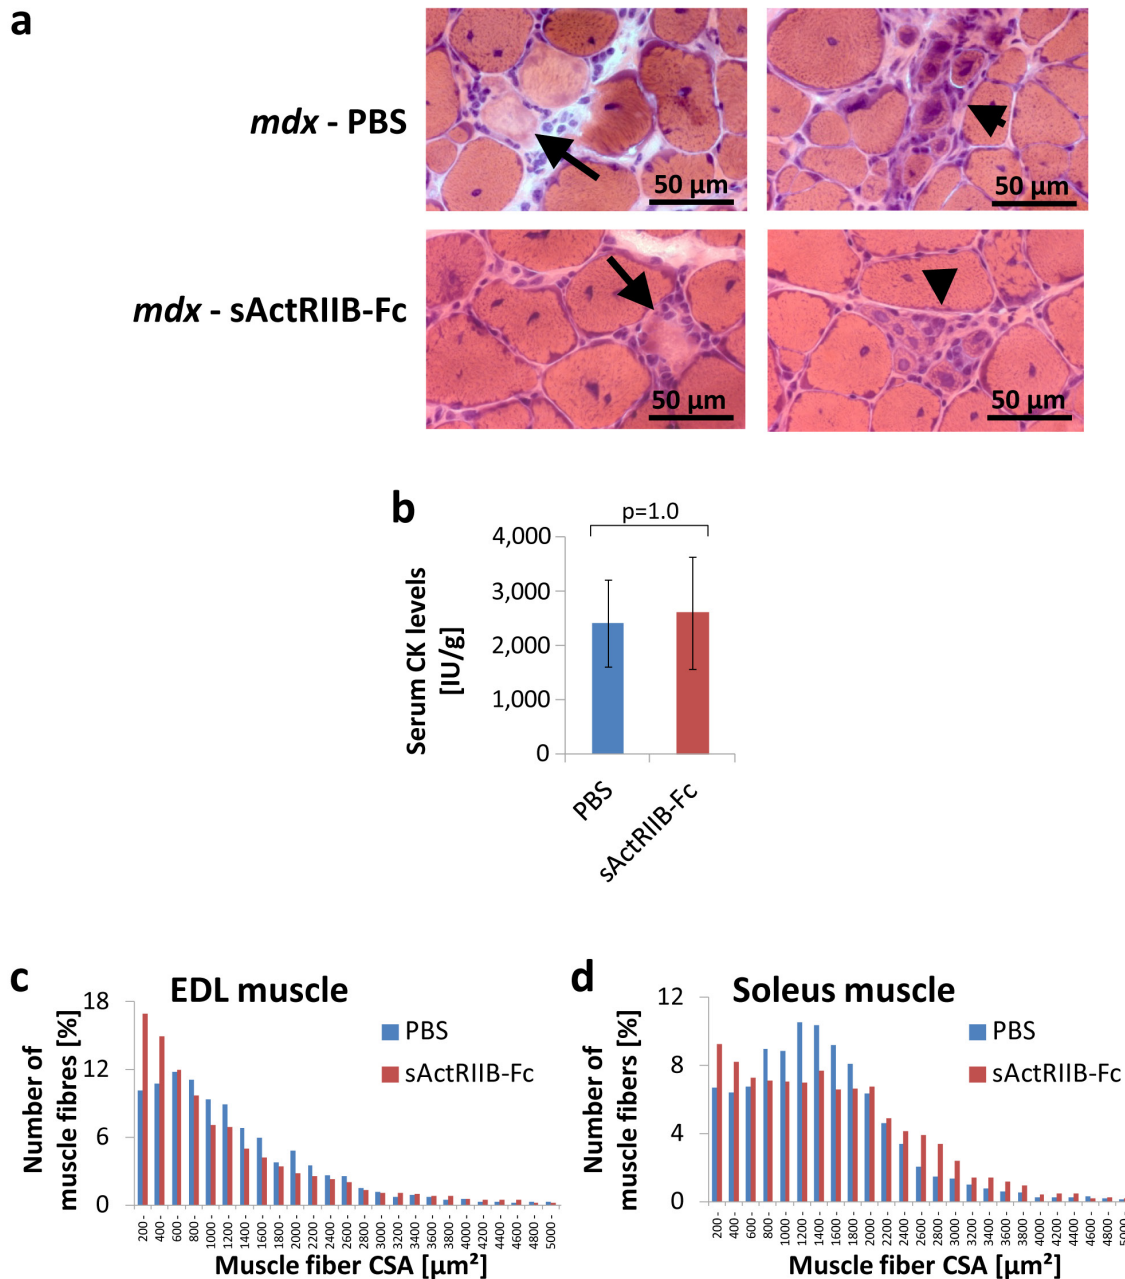 a
mdx - PBS
50 µm
50 µm
mdx - sActRIIB-Fc
50 µm
50 µm
b
p=1.0
Serum CK levels
[IU/g]
4,000
3,000
2,000
1,000
0
PBS
sActRIIB-Fc
c
EDL muscle
Number of
muscle fibres [%]
18
12
6
0
PBS
sActRIIB-Fc
200 -
400 -
600 -
800 -
1000 -
1200 -
1400 -
1600 -
1800 -
2000 -
2200 -
2400 -
2600 -
2800 -
3000 -
3200 -
3400 -
3600 -
3800 -
4000 -
4200 -
4400 -
4600 -
4800 -
5000 -
Muscle fiber CSA [µm²]
d
Soleus muscle
Number of
muscle fibers [%]
12
8
4
0
PBS
sActRIIB-Fc
200 -
400 -
600 -
800 -
1000 -
1200 -
1400 -
1600 -
1800 -
2000 -
2200 -
2400 -
2600 -
2800 -
3000 -
3200 -
3400 -
3600 -
3800 -
4000 -
4200 -
4400 -
4600 -
4800 -
5000 -
Muscle fiber CSA [µm²]